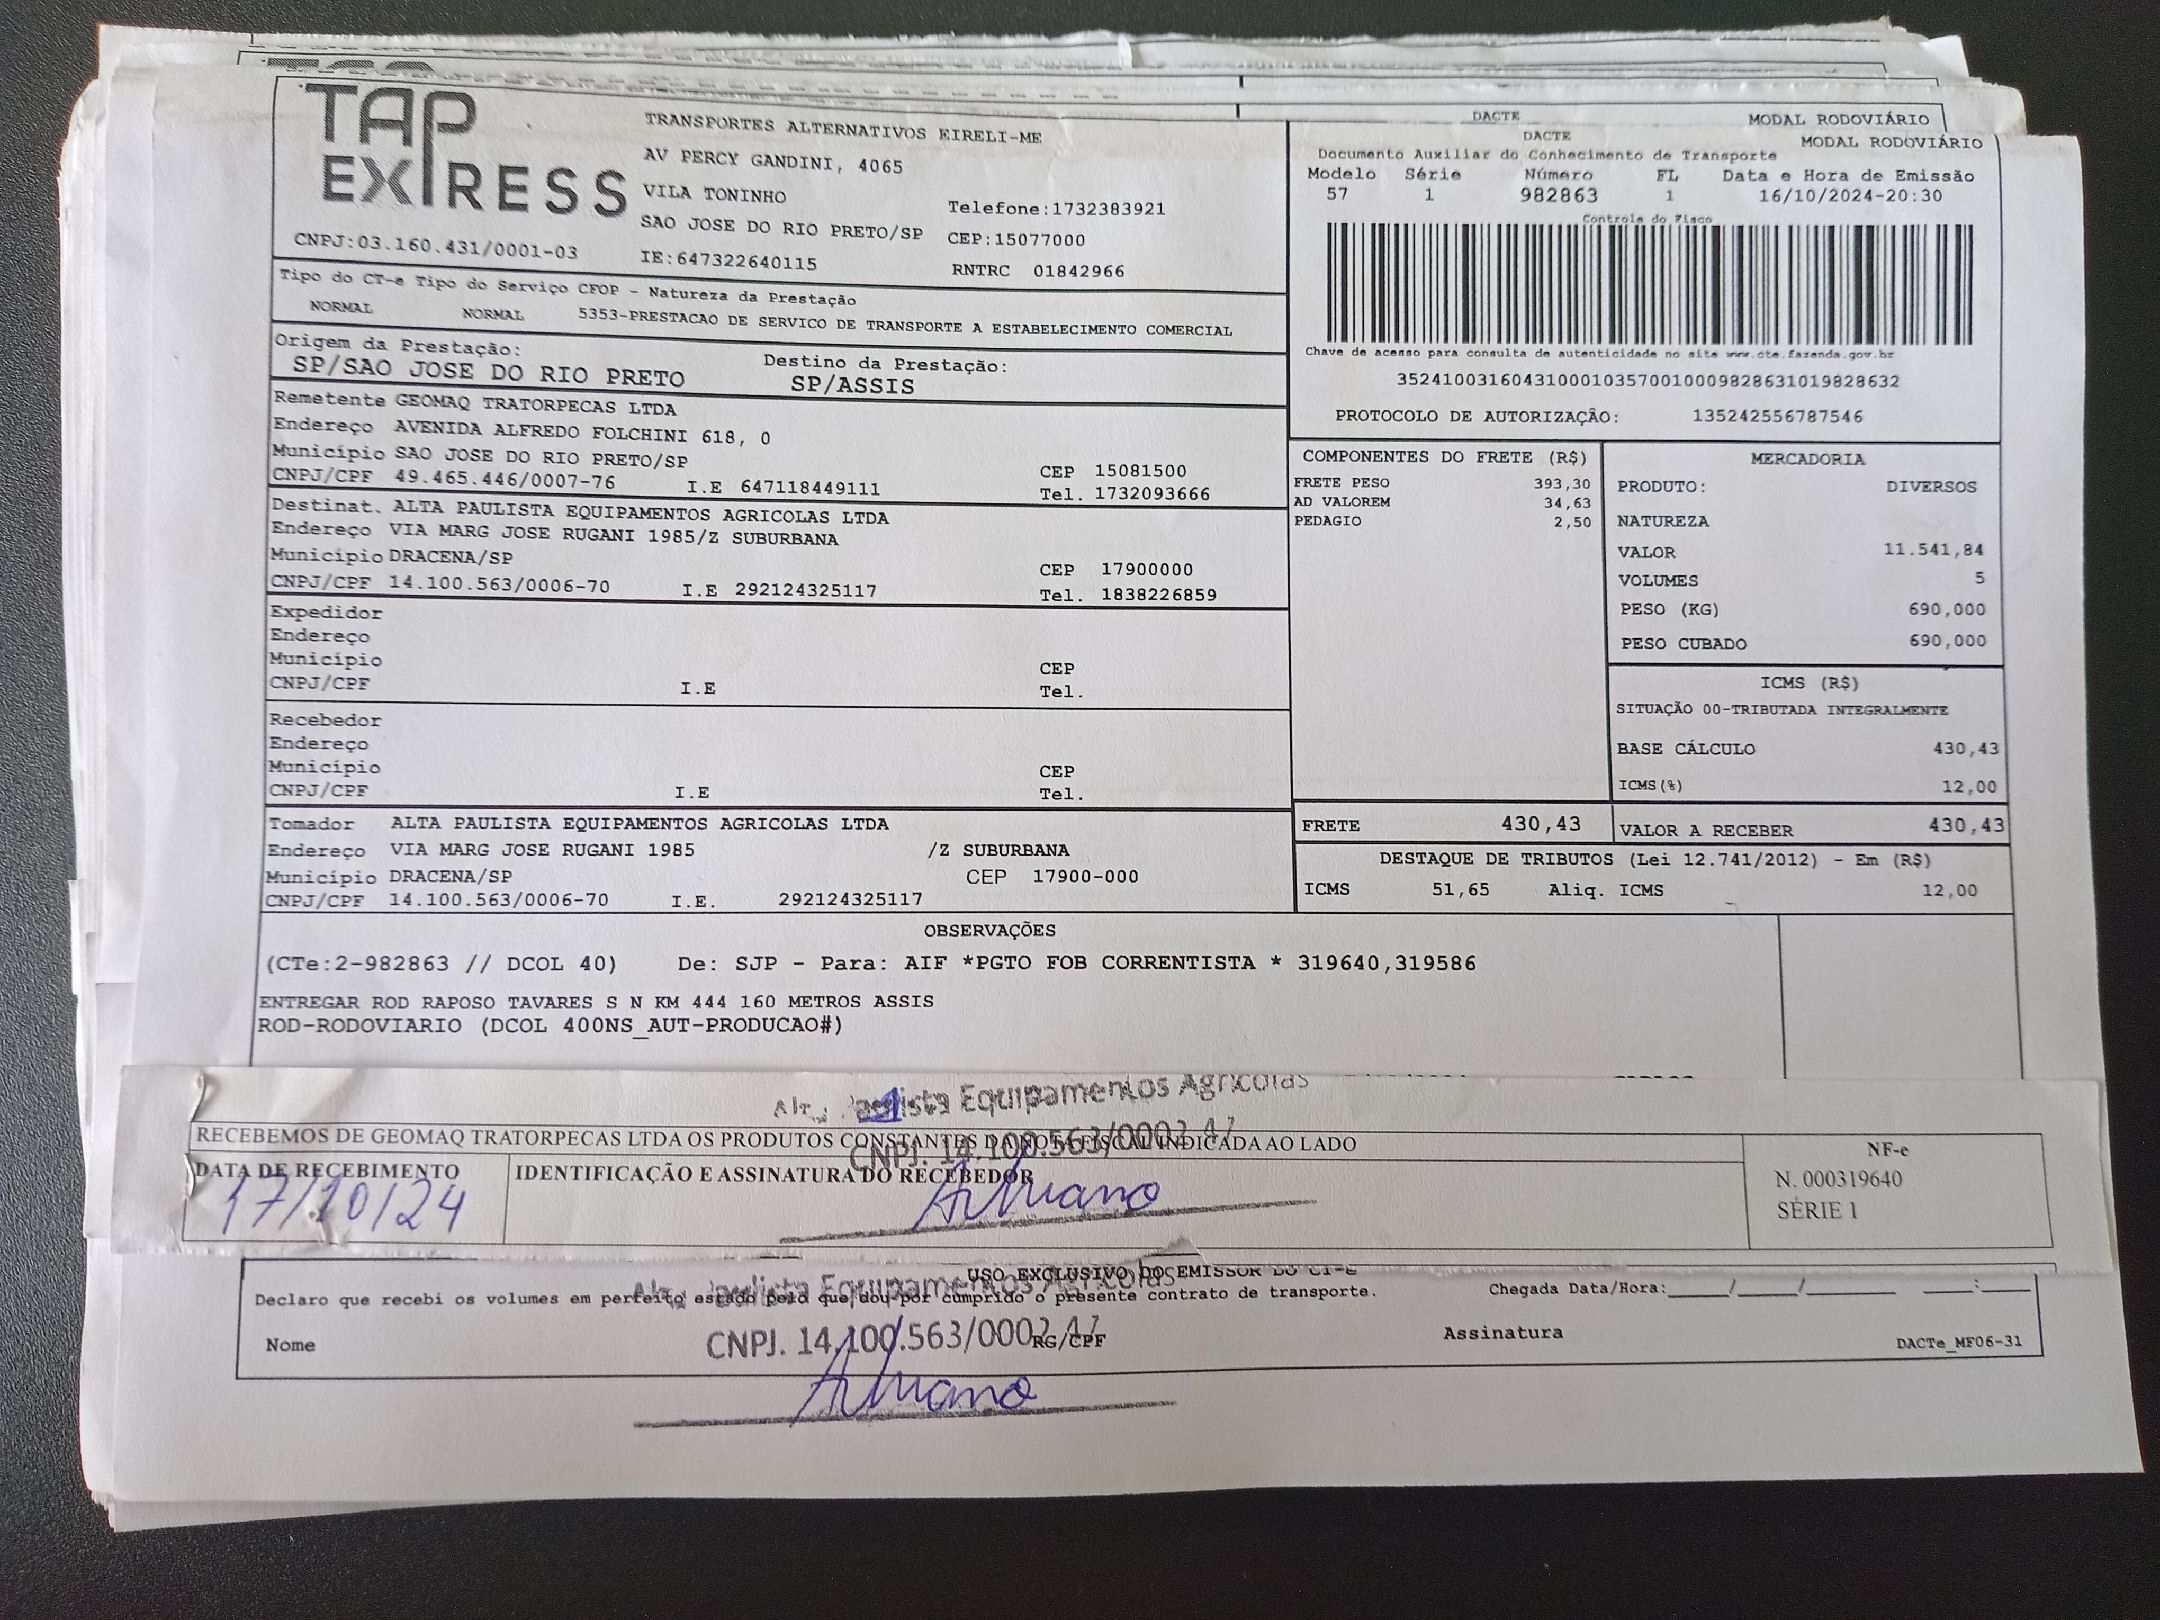 TAP
EXPRESS
CNPJ:03.160.431/0001-03
TRANSPORTES ALTERNATIVOS EIRELI-ME
AV PERCY GANDINI, 4065
VILA TONINHO
SAO JOSE DO RIO PRETO/SP
IE:647322640115
Telefone:1732383921
CEP:15077000
RNTRC 01842966
DACTE
MODAL RODOVIÁRIO
DACTE
MODAL RODOVIÁRIO
Documento Auxiliar do Conhecimento de Transporte
Modelo Série Número FL Data e Hora de Emissão
57 1 982863 1 16/10/2024-20:30
Controle do Fisco
Chave de acesso para consulta de autenticidade no site www.cte.fazenda.gov.br
35241003160431000103570010009828631019828632
PROTOCOLO DE AUTORIZAÇÃO: 135242556787546
Tipo do CT-e Tipo do Serviço CFOP - Natureza da Prestação
NORMAL NORMAL 5353-PRESTACAO DE SERVICO DE TRANSPORTE A ESTABELECIMENTO COMERCIAL
Origem da Prestação: Destino da Prestação:
SP/SAO JOSE DO RIO PRETO SP/ASSIS
Remetente GEOMAQ TRATORPECAS LTDA
Endereço AVENIDA ALFREDO FOLCHINI 618, 0
Município SAO JOSE DO RIO PRETO/SP CEP 15081500
CNPJ/CPF 49.465.446/0007-76 I.E 647118449111 Tel. 1732093666
Destinat. ALTA PAULISTA EQUIPAMENTOS AGRICOLAS LTDA
Endereço VIA MARG JOSE RUGANI 1985/Z SUBURBANA
Município DRACENA/SP CEP 17900000
CNPJ/CPF 14.100.563/0006-70 I.E 292124325117 Tel. 1838226859
Expedidor
Endereço
Município CEP
CNPJ/CPF I.E Tel.
Recebedor
Endereço
Município CEP
CNPJ/CPF I.E Tel.
Tomador ALTA PAULISTA EQUIPAMENTOS AGRICOLAS LTDA
Endereço VIA MARG JOSE RUGANI 1985 /Z SUBURBANA
Município DRACENA/SP CEP 17900-000
CNPJ/CPF 14.100.563/0006-70 I.E. 292124325117
COMPONENTES DO FRETE (R$)
FRETE PESO 393,30
AD VALOREM 34,63
PEDAGIO 2,50
MERCADORIA
PRODUTO: DIVERSOS
NATUREZA
VALOR 11.541,84
VOLUMES 5
PESO (KG) 690,000
PESO CUBADO 690,000
ICMS (R$)
SITUAÇÃO 00-TRIBUTADA INTEGRALMENTE
BASE CÁLCULO 430,43
ICMS(%) 12,00
FRETE 430,43 VALOR A RECEBER 430,43
DESTAQUE DE TRIBUTOS (Lei 12.741/2012) - Em (R$)
ICMS 51,65 Aliq. ICMS 12,00
OBSERVAÇÕES
(CTe:2-982863 // DCOL 40) De: SJP - Para: AIF *PGTO FOB CORRENTISTA * 319640,319586
ENTREGAR ROD RAPOSO TAVARES S N KM 444 160 METROS ASSIS
ROD-RODOVIARIO (DCOL 400NS_AUT-PRODUCAO#)
Equipamentos Agrícolas
RECEBEMOS DE GEOMAQ TRATORPECAS LTDA OS PRODUTOS CONSTANTES DA NOTA FISCAL INDICADA AO LADO
CNPJ. 14.100.563/0002
DATA DE RECEBIMENTO IDENTIFICAÇÃO E ASSINATURA DO RECEBEDOR
17/10/24
NF-e
N. 000319640
SÉRIE 1
USO EXCLUSIVO DO EMISSOR DO CT-e
Equipamentos Agrícolas
Declaro que recebi os volumes em perfeito estado pelo que dou por cumprido o presente contrato de transporte.
Chegada Data/Hora:____/____/______ ____:____
CNPJ. 14.100.563/0002
Nome RG/CPF Assinatura
DACTe_MF06-31